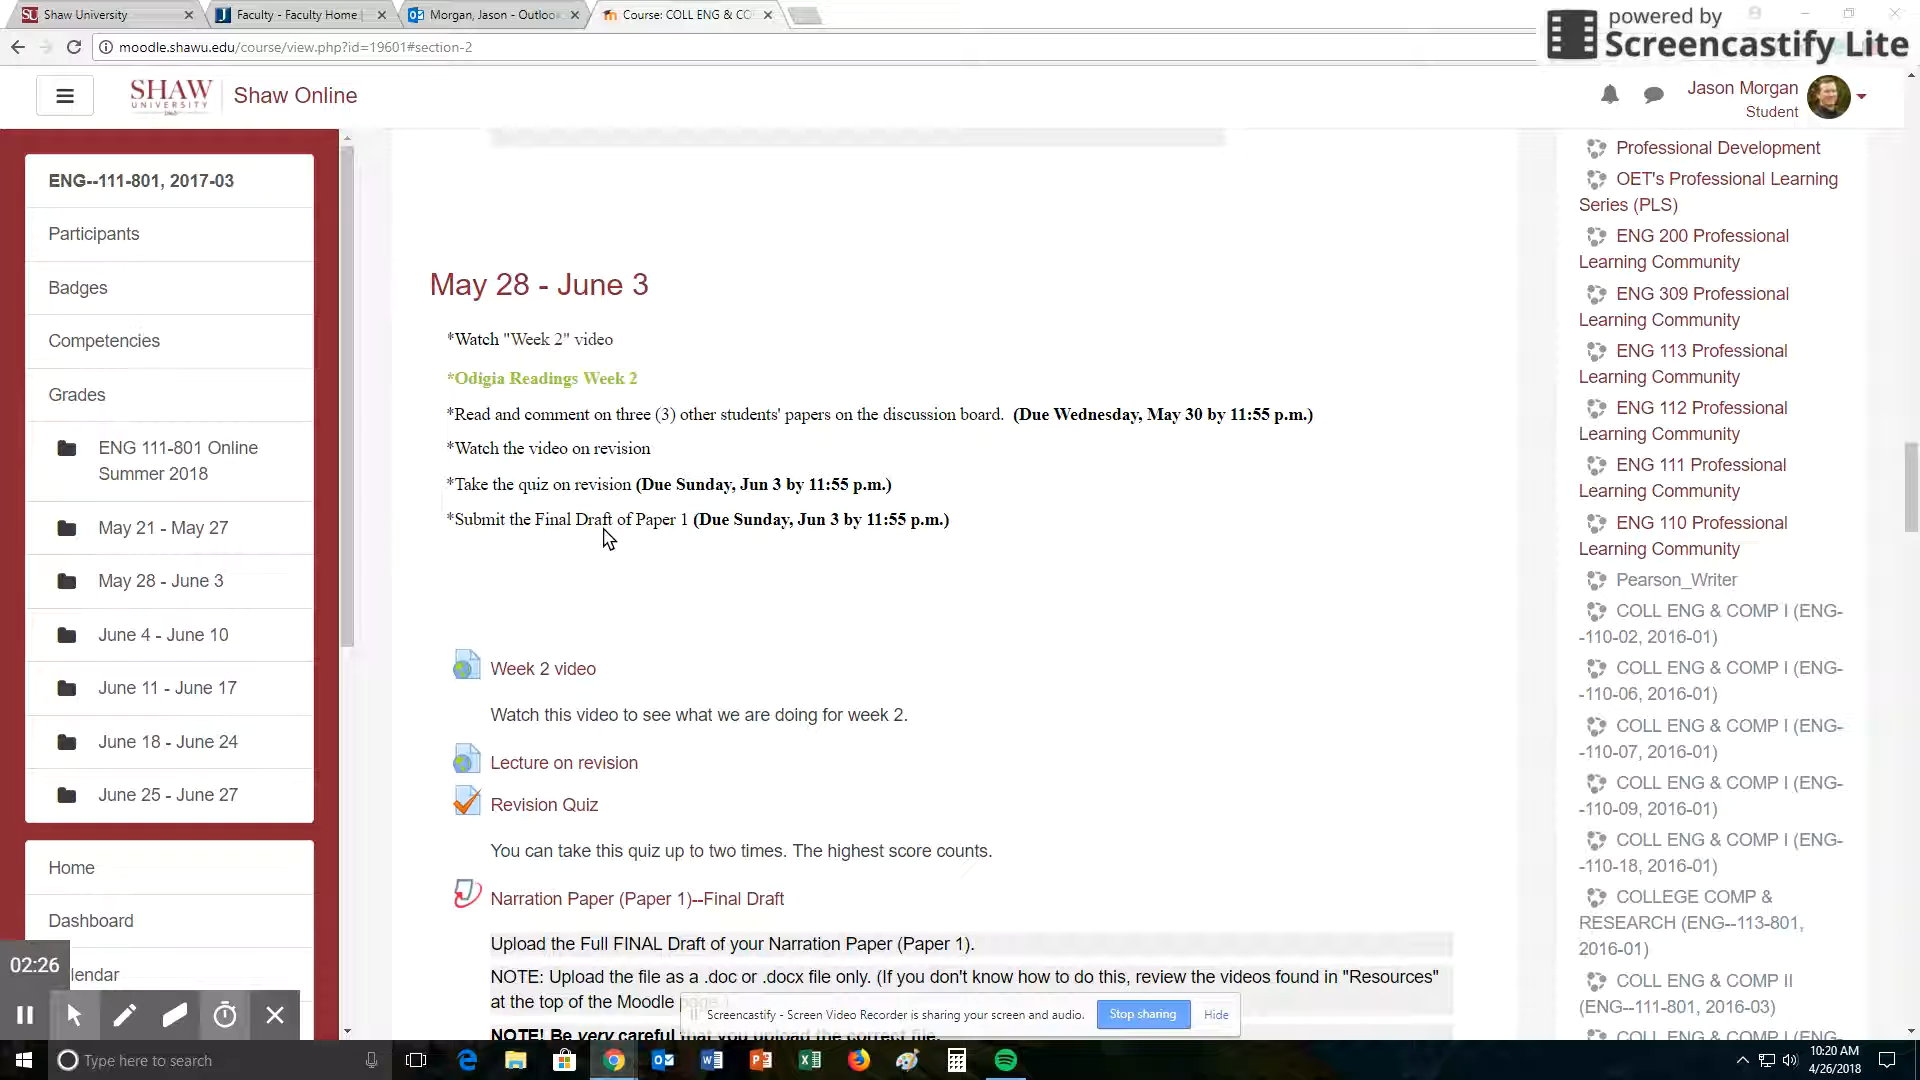 Shaw University
Faculty - Faculty Home |
Morgan, Jason - Outlook
Course: COLL ENG & CO
powered by
Screencastify Lite
moodle.shawu.edu/course/view.php?id=19601#section-2
SHAW
UNIVERSITY
Shaw Online
Jason Morgan
Student
ENG--111-801, 2017-03
Participants
Badges
Competencies
Grades
ENG 111-801 Online
Summer 2018
May 21 - May 27
May 28 - June 3
June 4 - June 10
June 11 - June 17
June 18 - June 24
June 25 - June 27
Home
Dashboard
lendar
02:26
May 28 - June 3
*Watch "Week 2" video
*Odigia Readings Week 2
*Read and comment on three (3) other students' papers on the discussion board. (Due Wednesday, May 30 by 11:55 p.m.)
*Watch the video on revision
*Take the quiz on revision (Due Sunday, Jun 3 by 11:55 p.m.)
*Submit the Final Draft of Paper 1 (Due Sunday, Jun 3 by 11:55 p.m.)
Week 2 video
Watch this video to see what we are doing for week 2.
Lecture on revision
Revision Quiz
You can take this quiz up to two times. The highest score counts.
Narration Paper (Paper 1)--Final Draft
Upload the Full FINAL Draft of your Narration Paper (Paper 1).
NOTE: Upload the file as a .doc or .docx file only. (If you don't know how to do this, review the videos found in "Resources"
at the top of the Moodle page
NOTE! Be very careful that you upload the correct file.
Screencastify - Screen Video Recorder is sharing your screen and audio.
Stop sharing
Hide
Professional Development
OET's Professional Learning
Series (PLS)
ENG 200 Professional
Learning Community
ENG 309 Professional
Learning Community
ENG 113 Professional
Learning Community
ENG 112 Professional
Learning Community
ENG 111 Professional
Learning Community
ENG 110 Professional
Learning Community
Pearson_Writer
COLL ENG & COMP I (ENG-
-110-02, 2016-01)
COLL ENG & COMP I (ENG-
-110-06, 2016-01)
COLL ENG & COMP I (ENG-
-110-07, 2016-01)
COLL ENG & COMP I (ENG-
-110-09, 2016-01)
COLL ENG & COMP I (ENG-
-110-18, 2016-01)
COLLEGE COMP &
RESEARCH (ENG--113-801,
2016-01)
COLL ENG & COMP II
(ENG--111-801, 2016-03)
COLL ENG & COMP I (ENG-
Type here to search
10:20 AM
4/26/2018